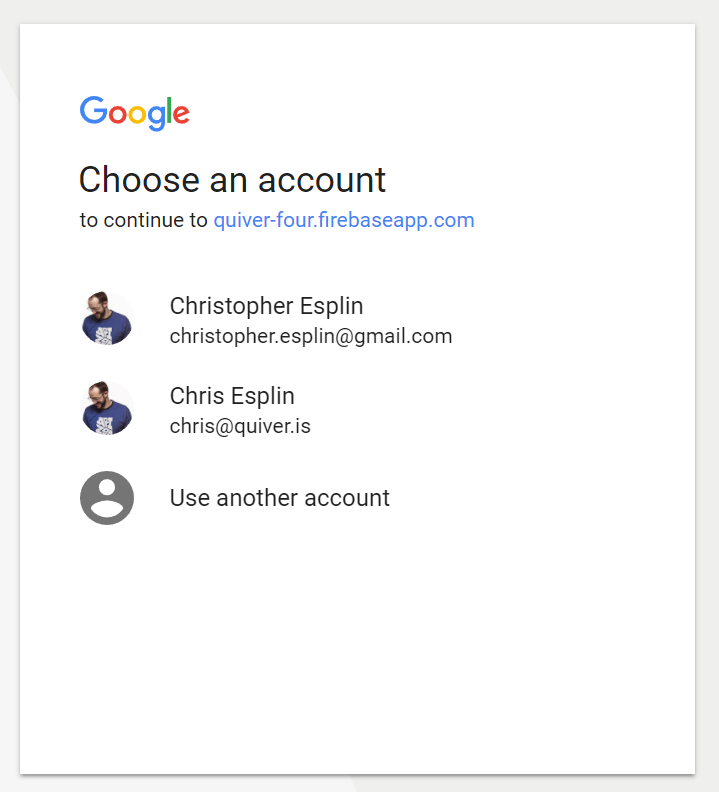 Google
Choose an account
to continue to quiver-four.firebaseapp.com
Christopher Esplin
christopher.esplin@gmail.com
Chris Esplin
chris@quiver.is
Use another account